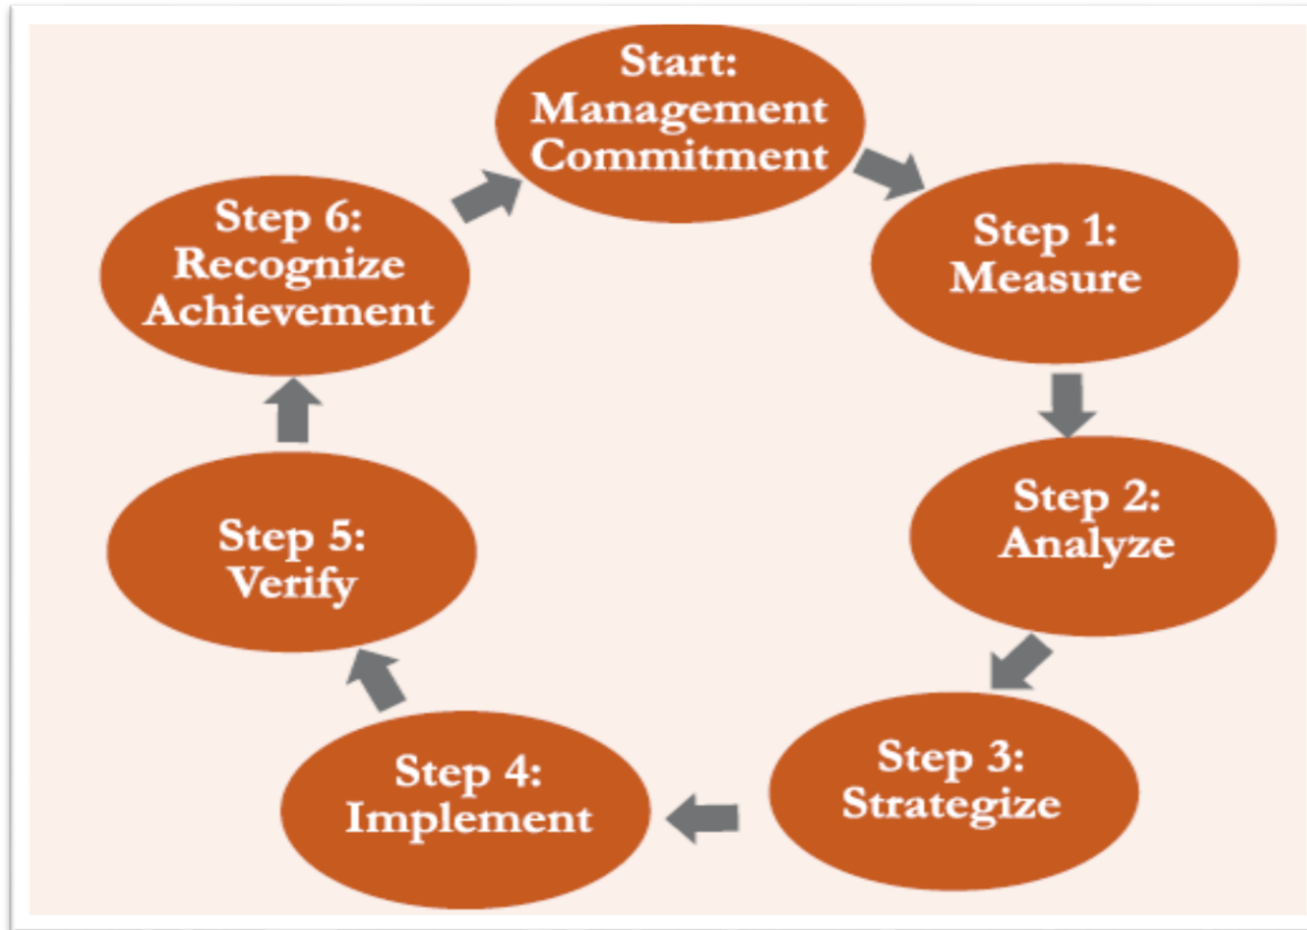 Start:
Management
Commitment
Step 1:
Measure
Step 2:
Analyze
Step 3:
Strategize
Step 4:
Implement
Step 5:
Verify
Step 6:
Recognize
Achievement